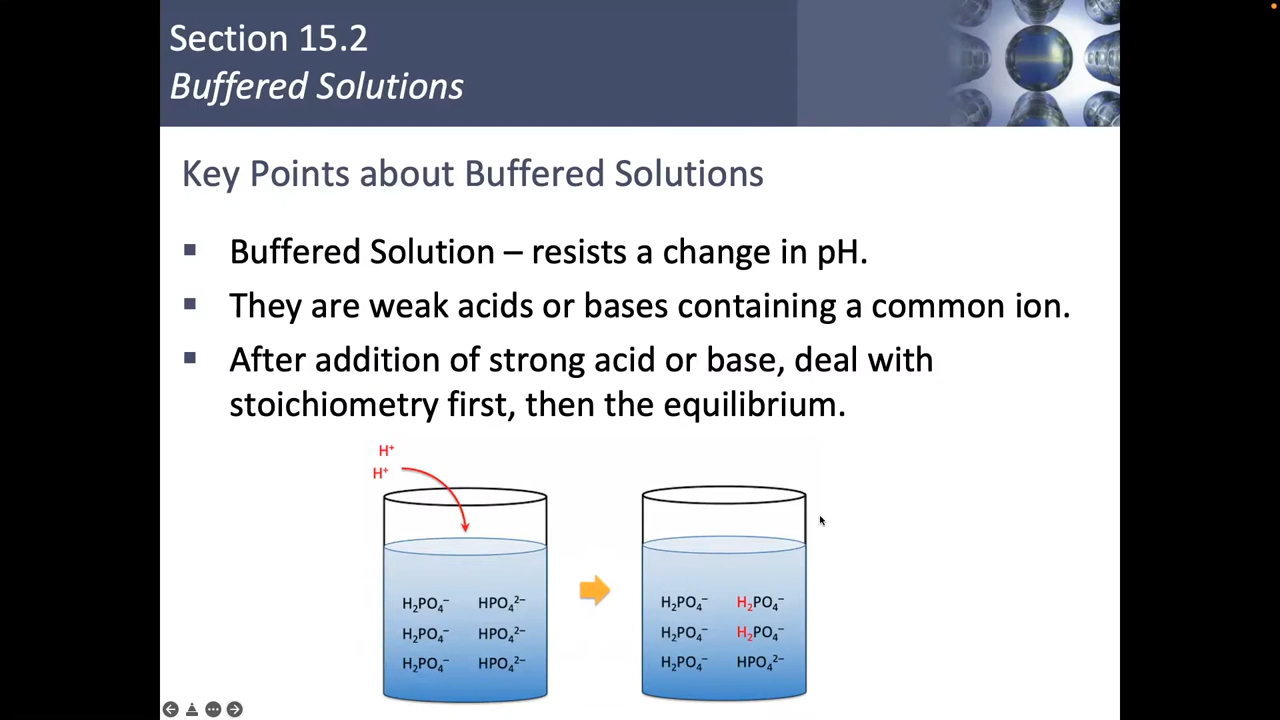 Section 15.2
Buffered Solutions
Key Points about Buffered Solutions
▪ Buffered Solution – resists a change in pH.
▪ They are weak acids or bases containing a common ion.
▪ After addition of strong acid or base, deal with
stoichiometry first, then the equilibrium.
H⁺
H⁺
H₂PO₄⁻ HPO₄²⁻ H₂PO₄⁻ H₂PO₄⁻
H₂PO₄⁻ HPO₄²⁻ H₂PO₄⁻ H₂PO₄⁻
H₂PO₄⁻ HPO₄²⁻ H₂PO₄⁻ HPO₄²⁻